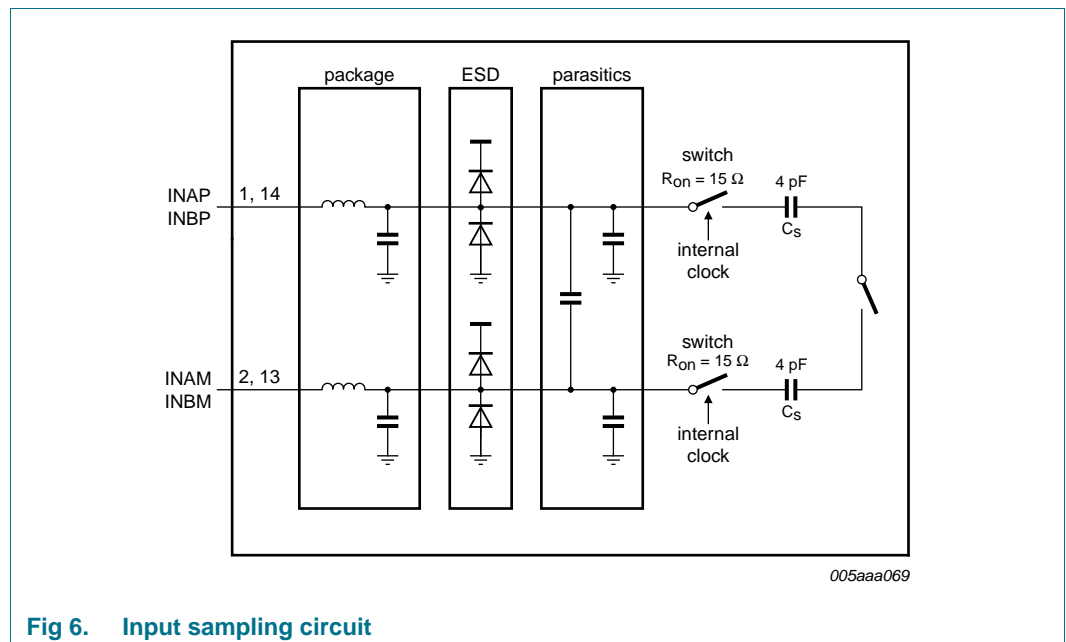 package
ESD
parasitics
switch
Ron = 15 Ω
4 pF
INAP
INBP
1, 14
internal
clock
Cs
switch
Ron = 15 Ω
4 pF
INAM
INBM
2, 13
internal
clock
Cs
005aaa069
Fig 6. Input sampling circuit